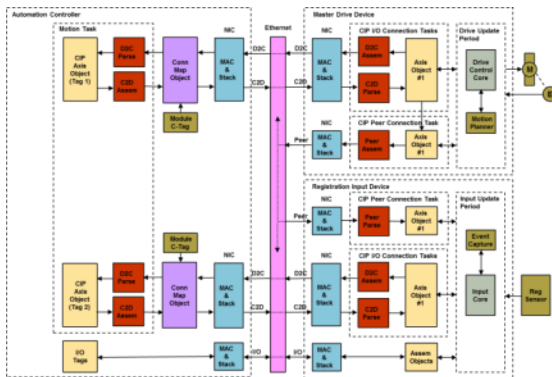 Automation Controller
Motion Task
CIP
Axis
Object
(Tag 1)
D2C
Parse
C2D
Assem
Conn
Map
Object
Module
C-Tag
NIC
MAC
&
Stack
D2C
C2D
Ethernet
Master Drive Device
NIC
D2C
C2D
MAC
&
Stack
CIP I/O Connection Tasks
D2C
Assem
C2D
Parse
Axis
Object
#1
Drive Update
Period
Drive
Control
Core
Motion
Planner
M
E
CIP Peer Connection Task
Peer
MAC
&
Stack
Peer
Assem
Axis
Object
#1
Registration Input Device
NIC
CIP Peer Connection Task
Peer
MAC
&
Stack
Peer
Parse
Axis
Object
#1
Input Update
Period
Event
Capture
Module
C-Tag
CIP
Axis
Object
(Tag 2)
D2C
Parse
C2D
Assem
Conn
Map
Object
NIC
MAC
&
Stack
D2C
C2D
NIC
D2C
C2D
MAC
&
Stack
CIP I/O Connection Tasks
D2C
Assem
C2D
Parse
Axis
Object
#1
Input
Core
Reg
Sensor
I/O
Tags
MAC
&
Stack
I/O
I/O
MAC
&
Stack
Assem
Objects